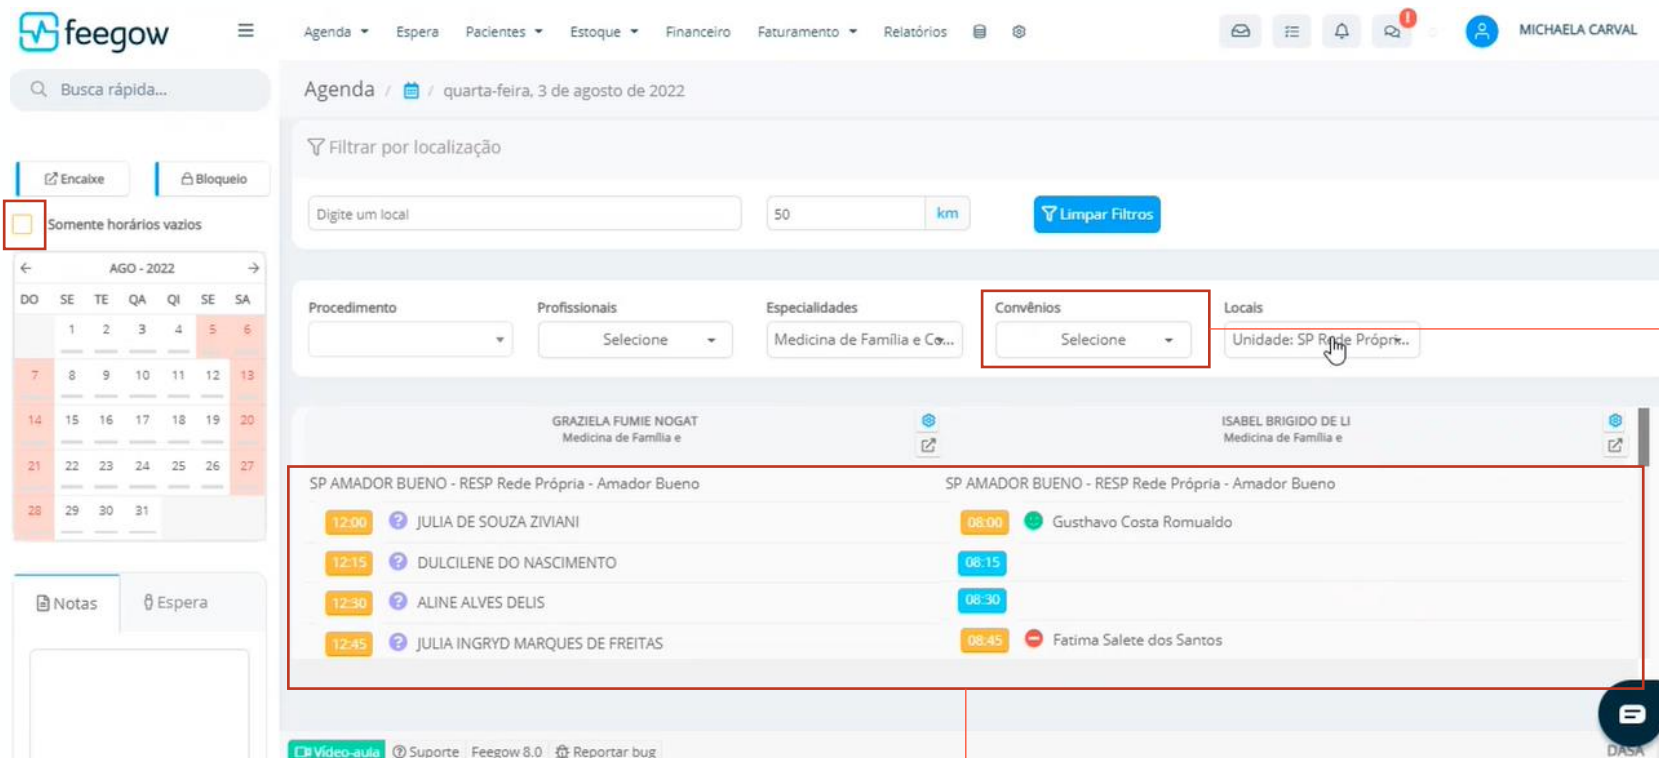 feegow
Agenda Espera Pacientes Estoque Financeiro Faturamento Relatórios
MICHAELA CARVAL
Busca rápida...
Agenda / / quarta-feira, 3 de agosto de 2022
Filtrar por localização
Encaixe Bloqueio
Somente horários vazios
Digite um local 50 km Limpar Filtros
AGO - 2022
DO SE TE QA QI SE SA
1 2 3 4 5 6
7 8 9 10 11 12 13
14 15 16 17 18 19 20
21 22 23 24 25 26 27
28 29 30 31
Procedimento Profissionais Especialidades Convênios Locais
Selecione Medicina de Família e Co... Selecione Unidade: SP Rede Própri...
GRAZIELA FUMIE NOGAT ISABEL BRIGIDO DE LI
Medicina de Família e Medicina de Família e
SP AMADOR BUENO - RESP Rede Própria - Amador Bueno SP AMADOR BUENO - RESP Rede Própria - Amador Bueno
12:00 JULIA DE SOUZA ZIVIANI 08:00 Gusthavo Costa Romualdo
12:15 DULCILENE DO NASCIMENTO 08:15
12:30 ALINE ALVES DELIS 08:30
12:45 JULIA INGRYD MARQUES DE FREITAS 08:45 Fatima Salete dos Santos
Notas Espera
Vídeo-aula Suporte Feegow 8.0 Reportar bug DASA